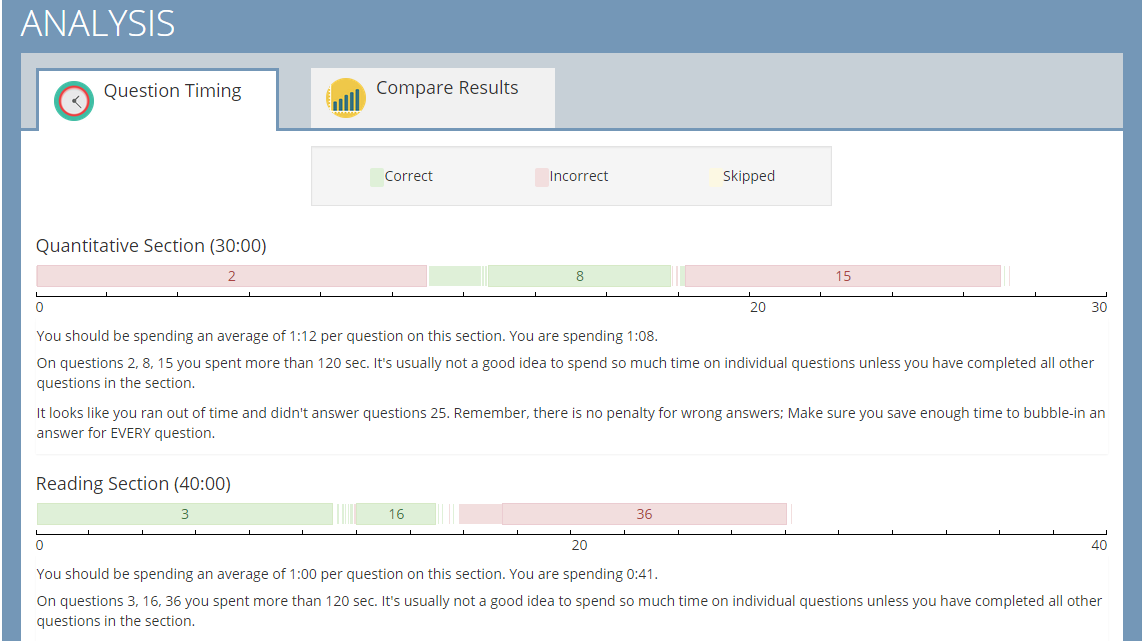 ANALYSIS
Question Timing
Compare Results
Correct
Incorrect
Skipped
Quantitative Section (30:00)
2
8
15
0
20
30
You should be spending an average of 1:12 per question on this section. You are spending 1:08.
On questions 2, 8, 15 you spent more than 120 sec. It's usually not a good idea to spend so much time on individual questions unless you have completed all other
questions in the section.
It looks like you ran out of time and didn't answer questions 25. Remember, there is no penalty for wrong answers; Make sure you save enough time to bubble-in an
answer for EVERY question.
Reading Section (40:00)
3
16
36
0
20
40
You should be spending an average of 1:00 per question on this section. You are spending 0:41.
On questions 3, 16, 36 you spent more than 120 sec. It's usually not a good idea to spend so much time on individual questions unless you have completed all other
questions in the section.